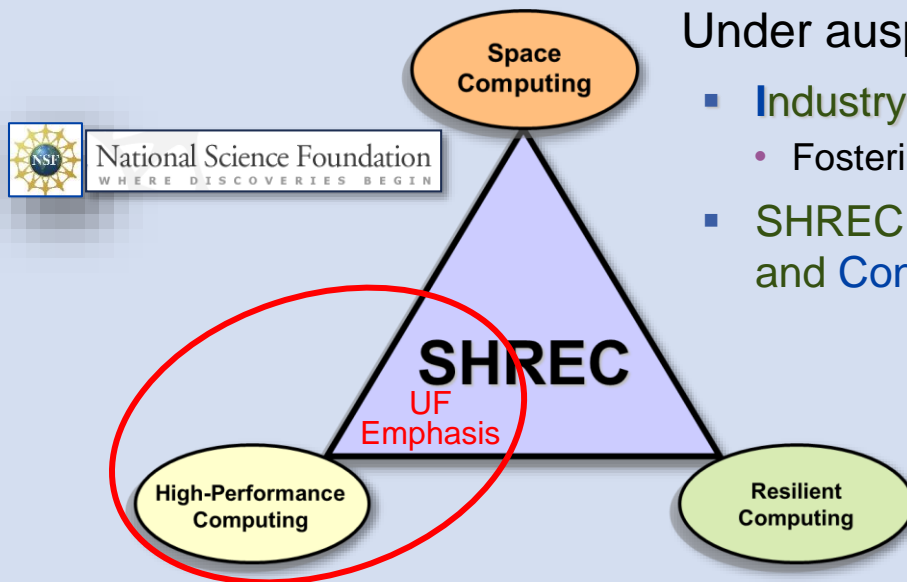 Under ausp
Industry
Fosteri
SHREC
and Con
Space
Computing
NSF
National Science Foundation
WHERE DISCOVERIES BEGIN
SHREC
UF
Emphasis
High-Performance
Computing
Resilient
Computing